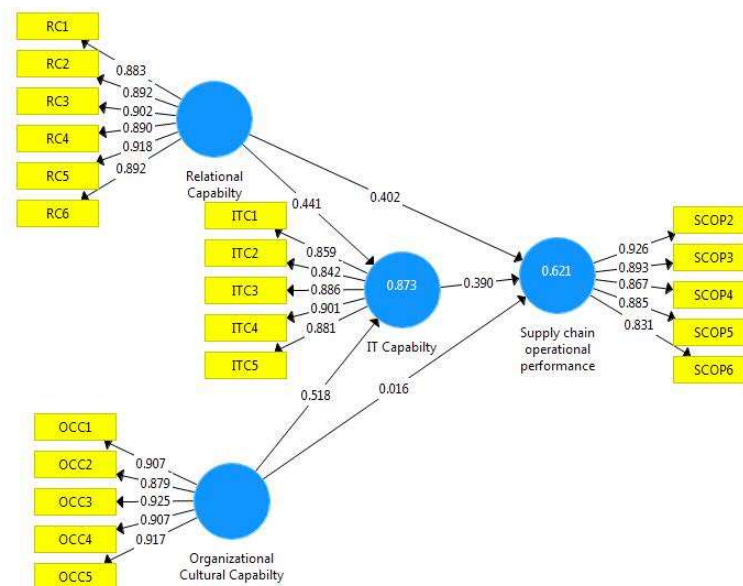 RC1
RC2
RC3
RC4
RC5
RC6
0.883
0.892
0.902
0.890
0.918
0.892
Relational
Capabilty
0.441
0.402
ITC1
ITC2
ITC3
ITC4
ITC5
0.859
0.842
0.886
0.901
0.881
0.873
IT Capabilty
0.390
0.621
Supply chain
operational
performance
0.926
0.893
0.867
0.885
0.831
SCOP2
SCOP3
SCOP4
SCOP5
SCOP6
0.518
0.016
OCC1
OCC2
OCC3
OCC4
OCC5
0.907
0.879
0.925
0.907
0.917
Organizational
Cultural Capabilty